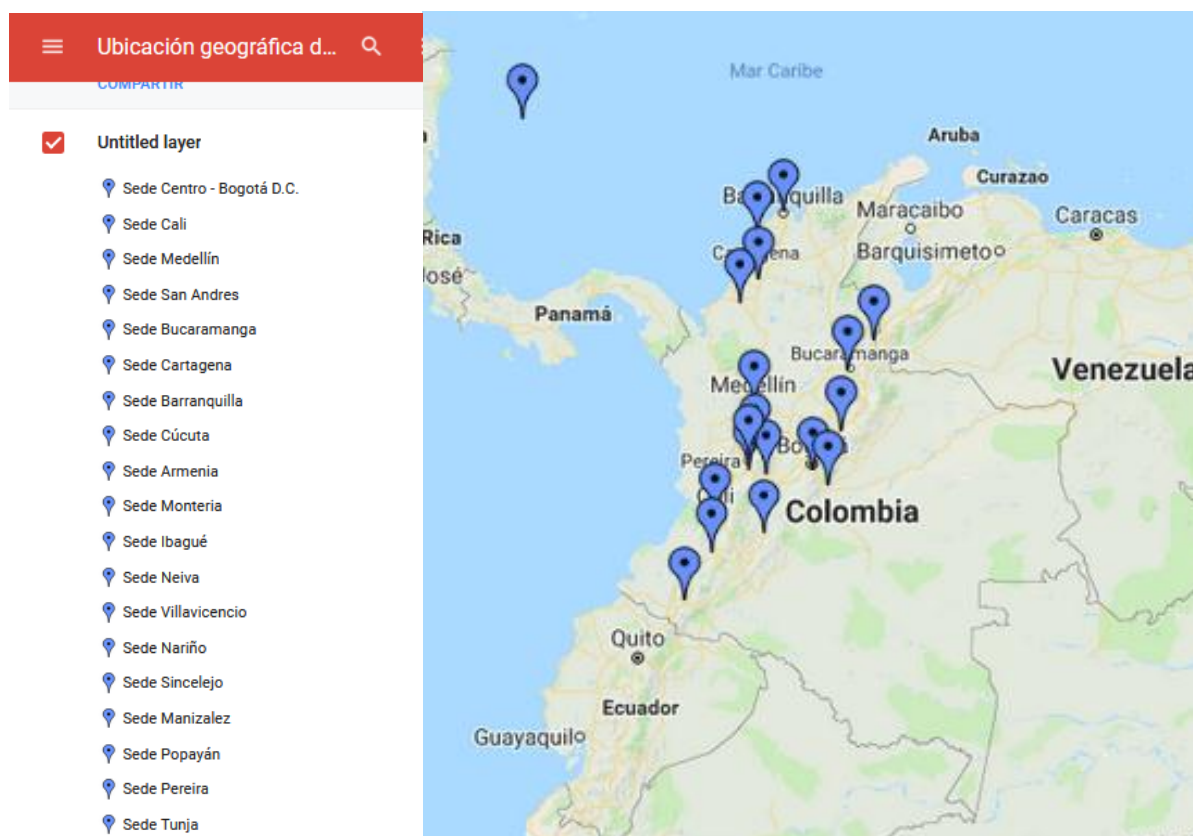 Ubicación geográfica d...
COMPARTIR
Untitled layer
Sede Centro - Bogotá D.C.
Sede Cali
Sede Medellín
Sede San Andres
Sede Bucaramanga
Sede Cartagena
Sede Barranquilla
Sede Cúcuta
Sede Armenia
Sede Monteria
Sede Ibagué
Sede Neiva
Sede Villavicencio
Sede Nariño
Sede Sincelejo
Sede Manizalez
Sede Popayán
Sede Pereira
Sede Tunja
Mar Caribe
Aruba
Curazao
Maracaibo
Caracas
Rica
Barquisimeto
José
Panamá
Bucaramanga
Venezuela
Medellín
Pereira
Colombia
Quito
Ecuador
Guayaquil